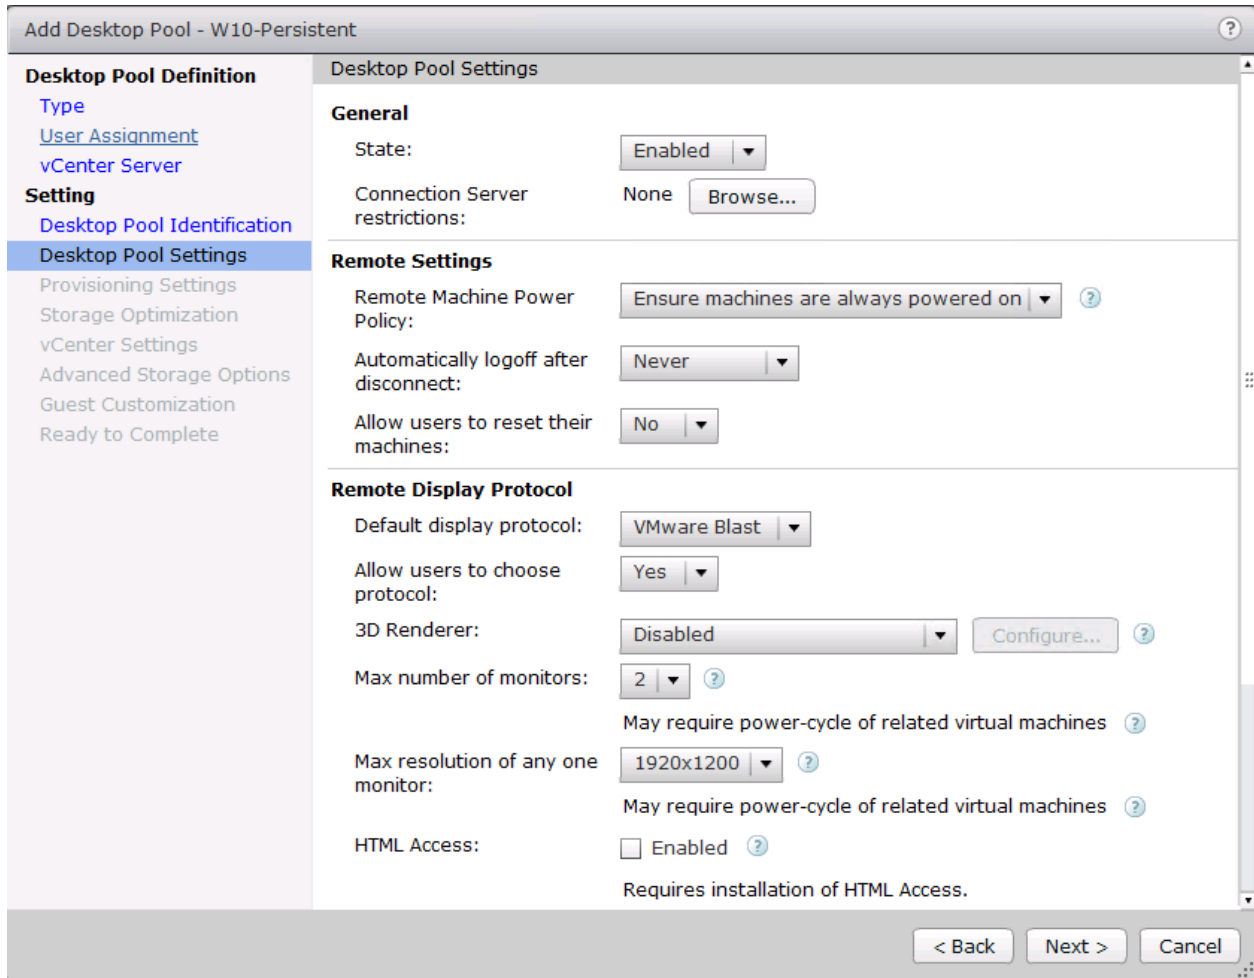 Add Desktop Pool - W10-Persistent
?
Desktop Pool Definition
Type
User Assignment
vCenter Server
Setting
Desktop Pool Identification
Desktop Pool Settings
Provisioning Settings
Storage Optimization
vCenter Settings
Advanced Storage Options
Guest Customization
Ready to Complete
Desktop Pool Settings
General
State: Enabled
Connection Server None Browse...
restrictions:
Remote Settings
Remote Machine Power Ensure machines are always powered on ?
Policy:
Automatically logoff after Never
disconnect:
Allow users to reset their No
machines:
Remote Display Protocol
Default display protocol: VMware Blast
Allow users to choose Yes
protocol:
3D Renderer: Disabled Configure... ?
Max number of monitors: 2 ?
May require power-cycle of related virtual machines ?
Max resolution of any one 1920x1200 ?
monitor:
May require power-cycle of related virtual machines ?
HTML Access: Enabled ?
Requires installation of HTML Access.
< Back Next > Cancel